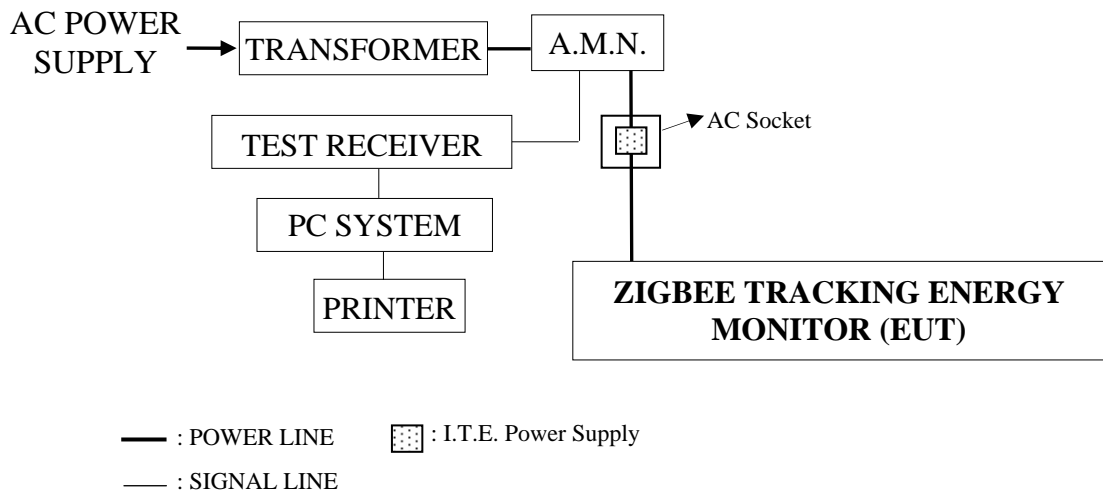 AC POWER
SUPPLY
TRANSFORMER
A.M.N.
AC Socket
TEST RECEIVER
PC SYSTEM
PRINTER
ZIGBEE TRACKING ENERGY
MONITOR (EUT)
: POWER LINE
: I.T.E. Power Supply
: SIGNAL LINE